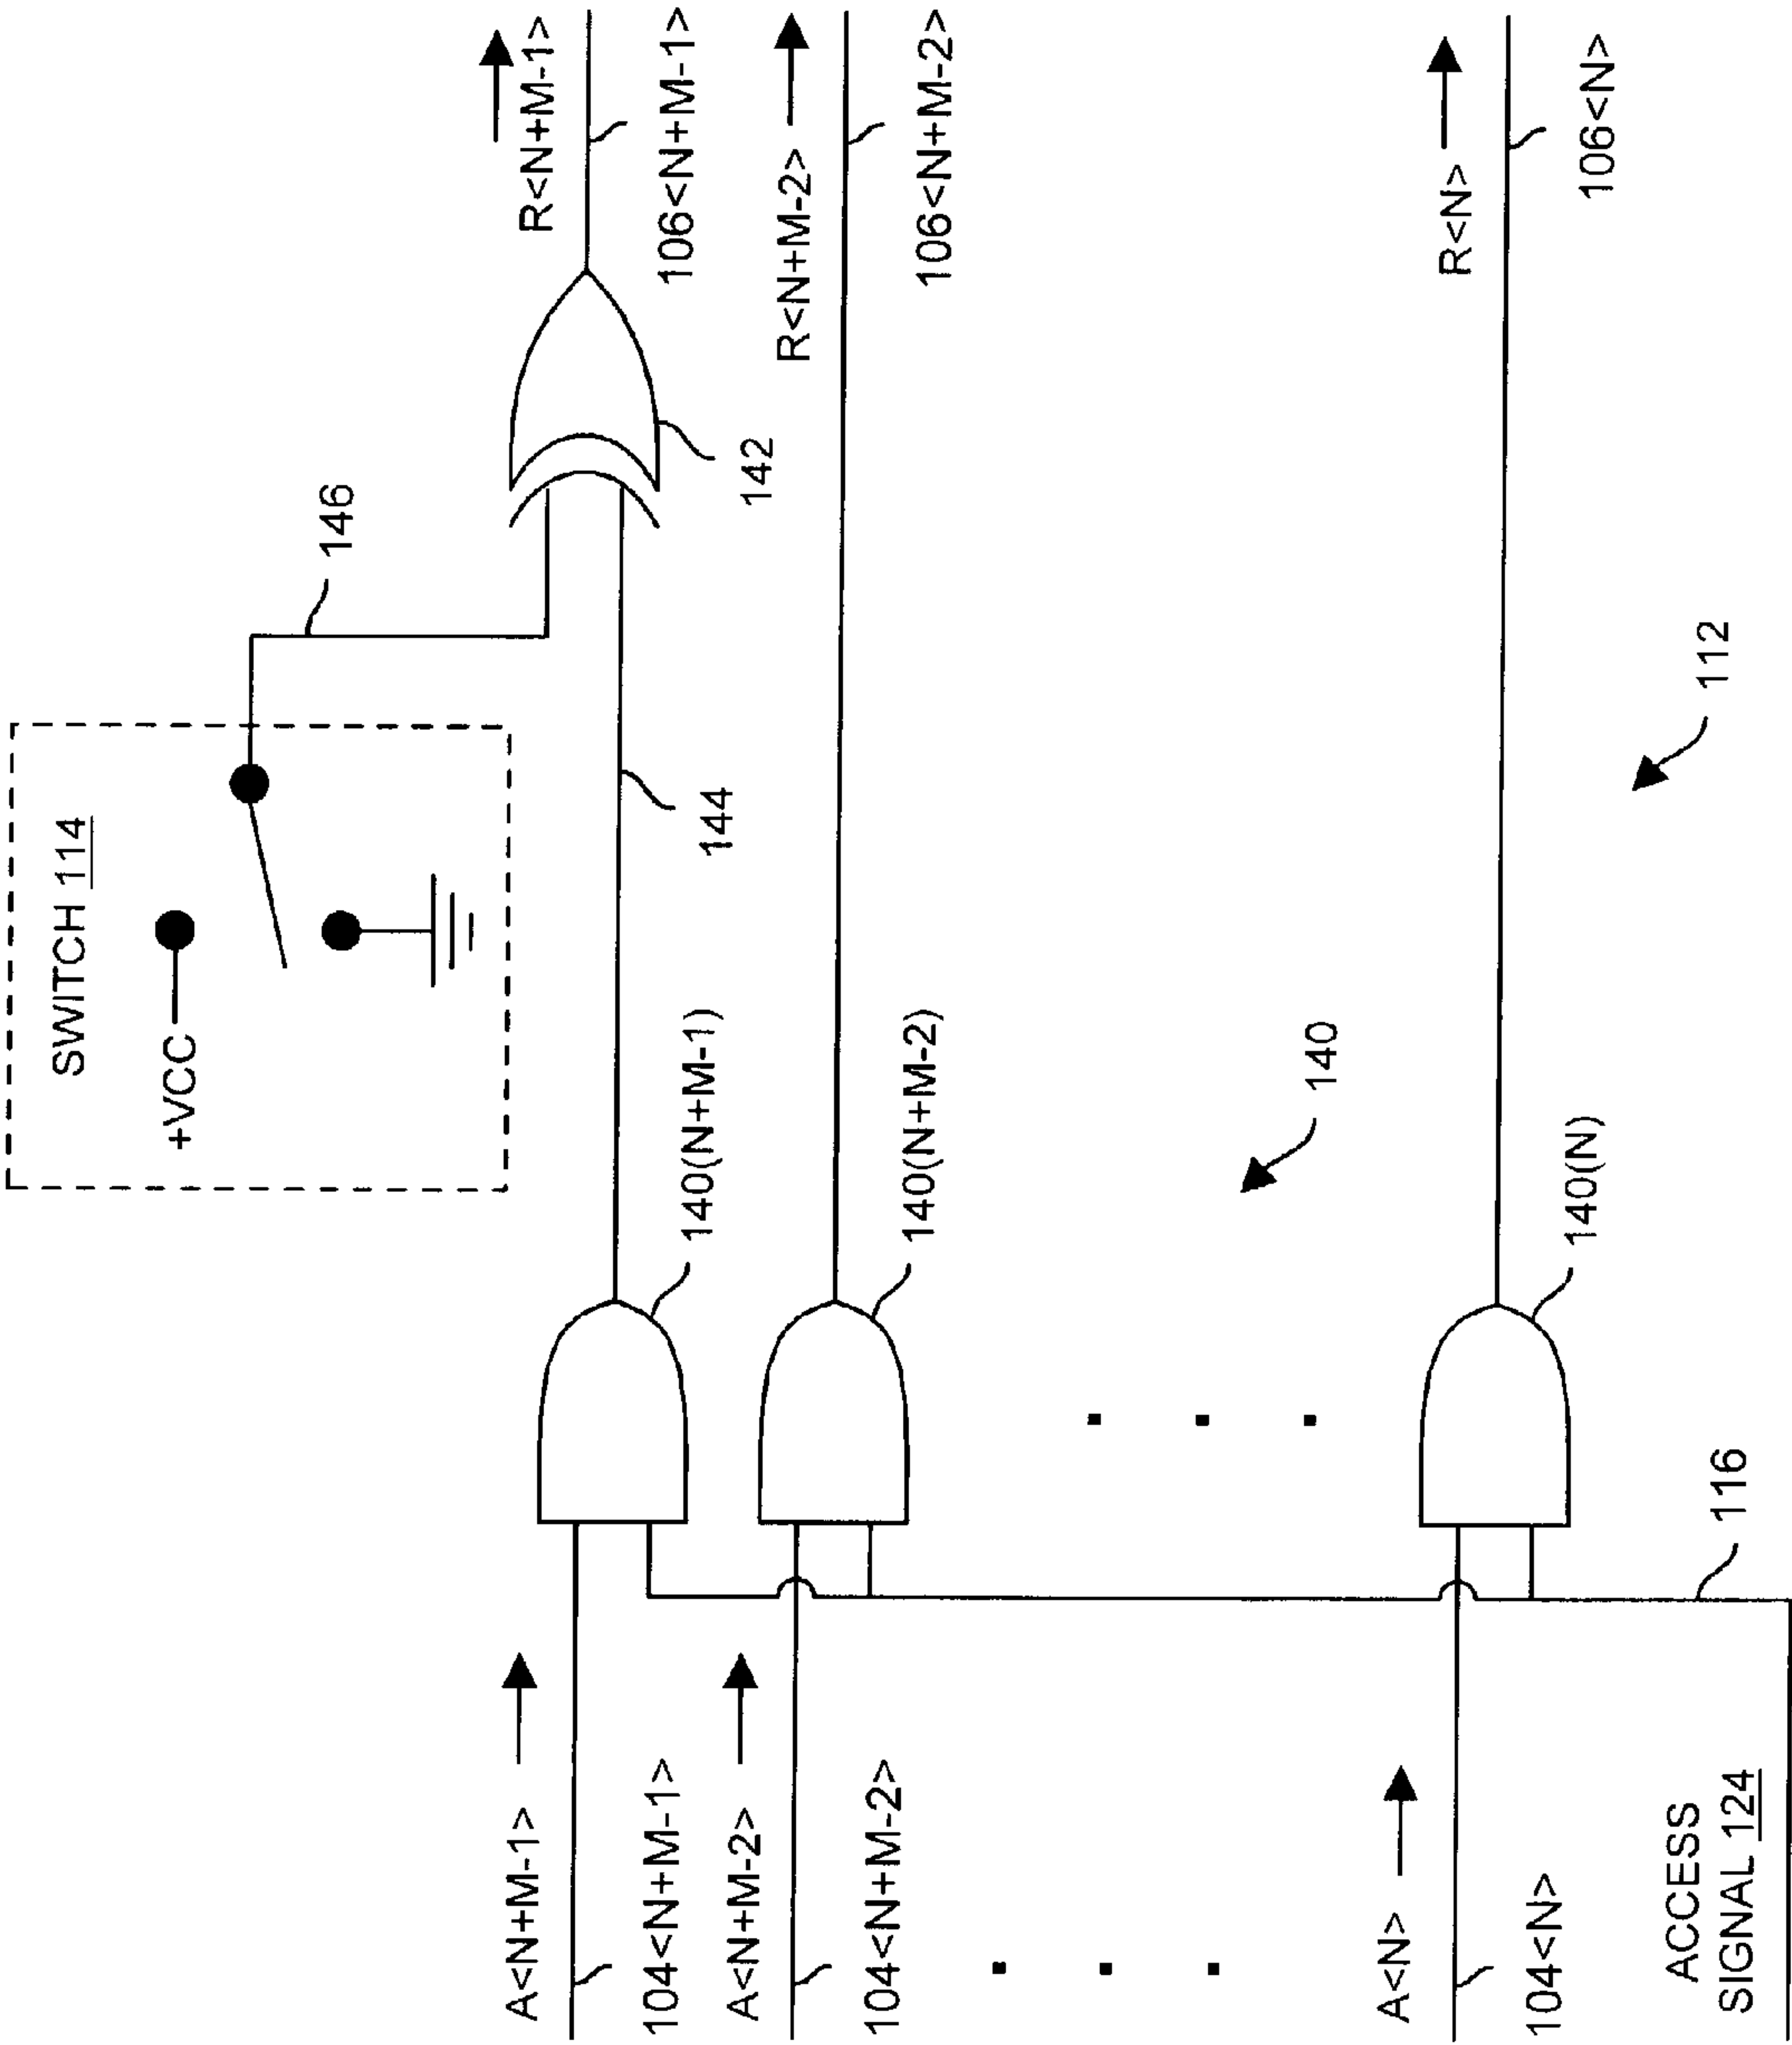 SWITCH 114
+VCC
146
R<N+M-1>
106<N+M-1>
142
144
R<N+M-2>
106<N+M-2>
R<N>
106<N>
112
140
140(N+M-1)
140(N+M-2)
140(N)
A<N+M-1>
104<N+M-1>
A<N+M-2>
104<N+M-2>
A<N>
104<N>
116
ACCESS
SIGNAL 124